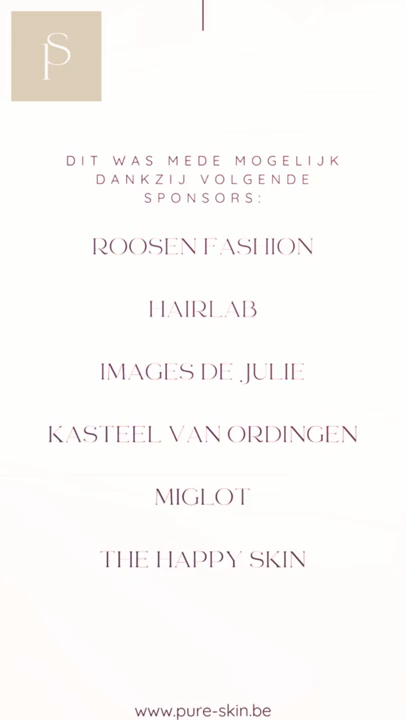 PS
DIT WAS MEDE MOGELIJK
DANKZIJ VOLGENDE
SPONSORS:
ROOSEN FASHION
HAIRLAB
IMAGES DE JULIE
KASTEEL VAN ORDINGEN
MIGLOT
THE HAPPY SKIN
www.pure-skin.be